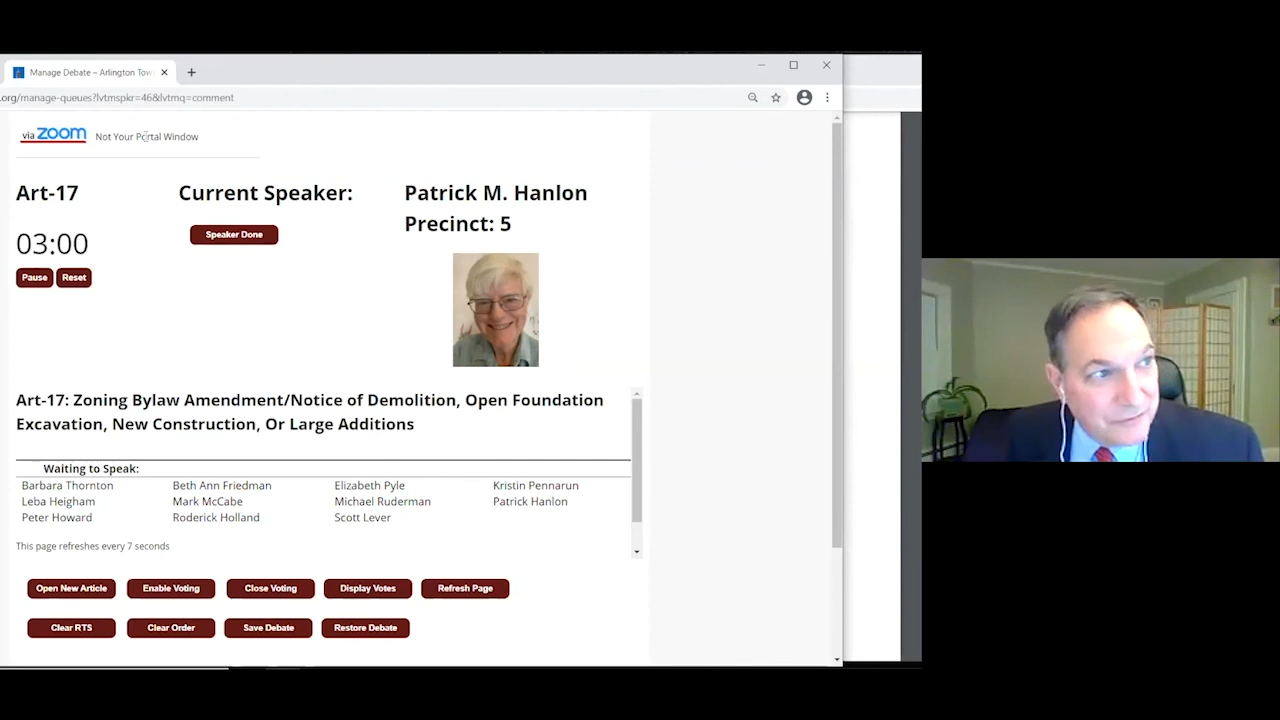 Manage Debate – Arlington Tow
.org/manage-queues?lvtmspkr=46&lvtmq=comment
via zoom Not Your Portal Window
Art-17 Current Speaker: Patrick M. Hanlon
Precinct: 5
03:00 Speaker Done
Pause Reset
Art-17: Zoning Bylaw Amendment/Notice of Demolition, Open Foundation
Excavation, New Construction, Or Large Additions
Waiting to Speak:
Barbara Thornton Beth Ann Friedman Elizabeth Pyle Kristin Pennarun
Leba Heigham Mark McCabe Michael Ruderman Patrick Hanlon
Peter Howard Roderick Holland Scott Lever
This page refreshes every 7 seconds
Open New Article Enable Voting Close Voting Display Votes Refresh Page
Clear RTS Clear Order Save Debate Restore Debate